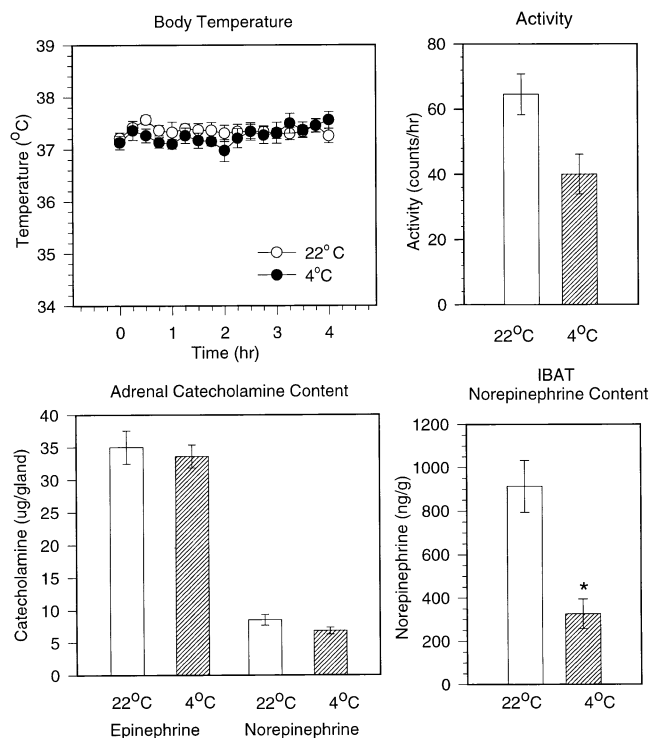 Body Temperature
39
38
37
36
35
34
Temperature (°C)
22° C
4°C
0 1 2 3 4
Time (hr)
Activity
80
60
40
20
0
Activity (counts/hr)
22°C 4°C
Adrenal Catecholamine Content
40
35
30
25
20
15
10
5
0
Catecholamine (ug/gland)
22°C 4°C 22°C 4°C
Epinephrine Norepinephrine
IBAT
Norepinephrine Content
1200
1000
800
600
400
200
0
Norepinephrine (ng/g)
*
22°C 4°C